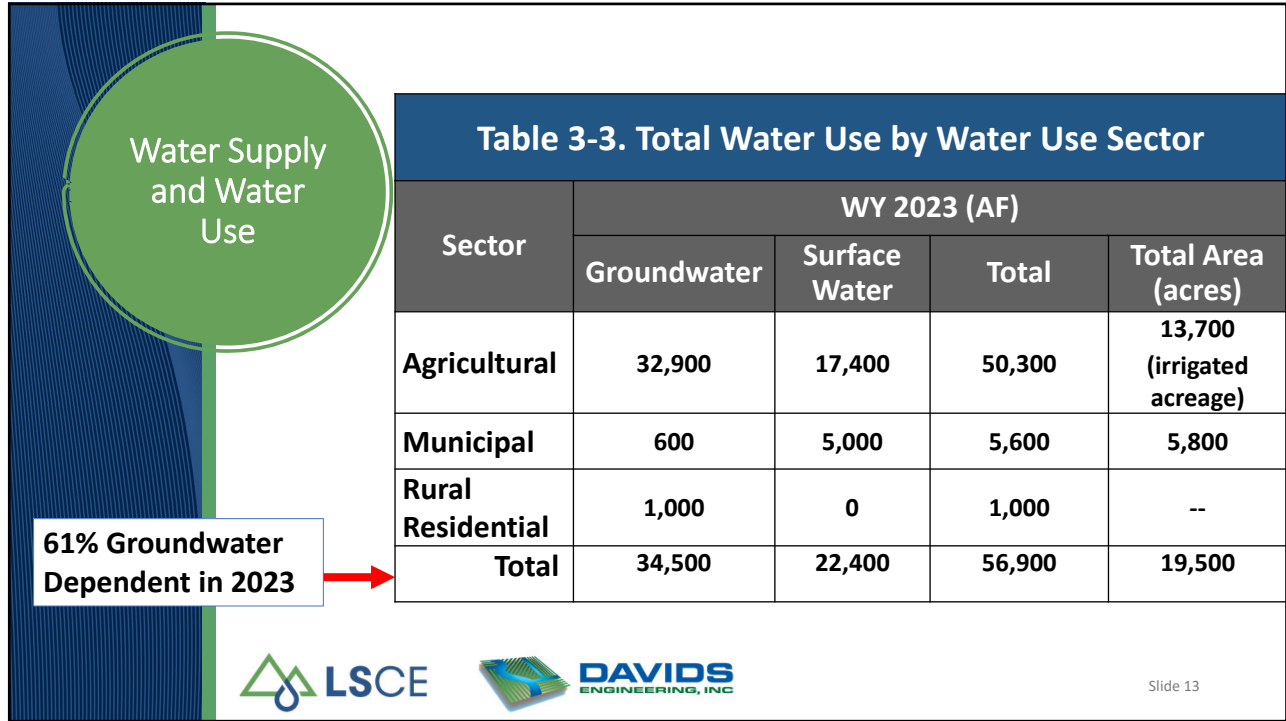 Water Supply
and Water
Use
Table 3-3. Total Water Use by Water Use Sector
Sector
WY 2023 (AF)
Groundwater
Surface
Water
Total
Total Area
(acres)
Agricultural
32,900
17,400
50,300
13,700
(irrigated
acreage)
Municipal
600
5,000
5,600
5,800
Rural
Residential
1,000
0
1,000
--
Total
34,500
22,400
56,900
19,500
61% Groundwater
Dependent in 2023
LSCE
DAVIDS
ENGINEERING, INC
Slide 13